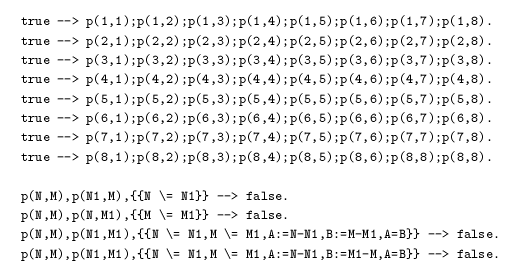 true --> p(1,1);p(1,2);p(1,3);p(1,4);p(1,5);p(1,6);p(1,7);p(1,8).
true --> p(2,1);p(2,2);p(2,3);p(2,4);p(2,5);p(2,6);p(2,7);p(2,8).
true --> p(3,1);p(3,2);p(3,3);p(3,4);p(3,5);p(3,6);p(3,7);p(3,8).
true --> p(4,1);p(4,2);p(4,3);p(4,4);p(4,5);p(4,6);p(4,7);p(4,8).
true --> p(5,1);p(5,2);p(5,3);p(5,4);p(5,5);p(5,6);p(5,7);p(5,8).
true --> p(6,1);p(6,2);p(6,3);p(6,4);p(6,5);p(6,6);p(6,7);p(6,8).
true --> p(7,1);p(7,2);p(7,3);p(7,4);p(7,5);p(7,6);p(7,7);p(7,8).
true --> p(8,1);p(8,2);p(8,3);p(8,4);p(8,5);p(8,6);p(8,8);p(8,8).
p(N,M),p(N1,M),{{N \= N1}} --> false.
p(N,M),p(N,M1),{{M \= M1}} --> false.
p(N,M),p(N1,M1),{{N \= N1,M \= M1,A:=N-N1,B:=M-M1,A=B}} --> false.
p(N,M),p(N1,M1),{{N \= N1,M \= M1,A:=N-N1,B:=M1-M,A=B}} --> false.